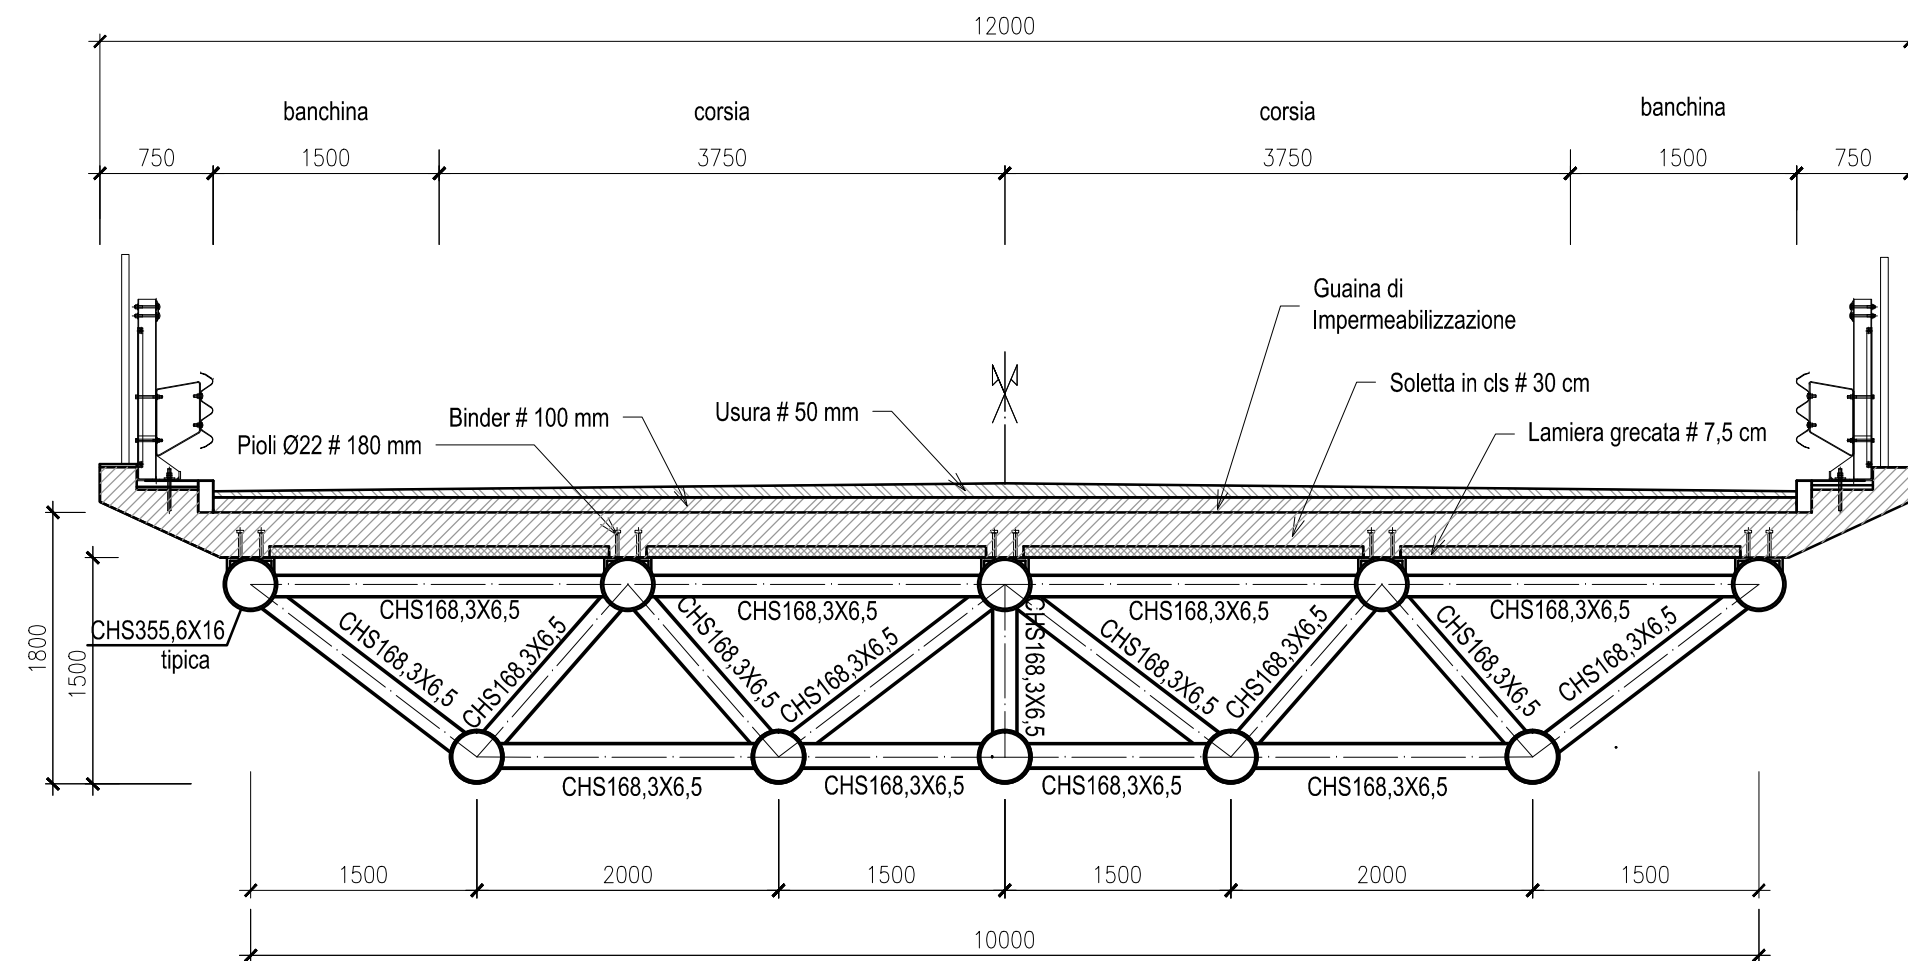 12000
banchina
corsia
corsia
banchina
750
1500
3750
3750
1500
750
Guaina di
Impermeabilizzazione
Soletta in cls # 30 cm
Binder # 100 mm
Usura # 50 mm
Lamiera grecata # 7,5 cm
Pioli Ø22 # 180 mm
CHS168,3X6,5
CHS168,3X6,5
CHS168,3X6,5
CHS168,3X6,5
CHS355,6X16
tipica
1800
1500
CHS168,3X6,5
CHS168,3X6,5
CHS168,3X6,5
CHS168,3X6,5
CHS168,3X6,5
CHS168,3X6,5
CHS168,3X6,5
CHS168,3X6,5
CHS168,3X6,5
CHS168,3X6,5
CHS168,3X6,5
CHS168,3X6,5
CHS168,3X6,5
1500
2000
1500
1500
2000
1500
10000